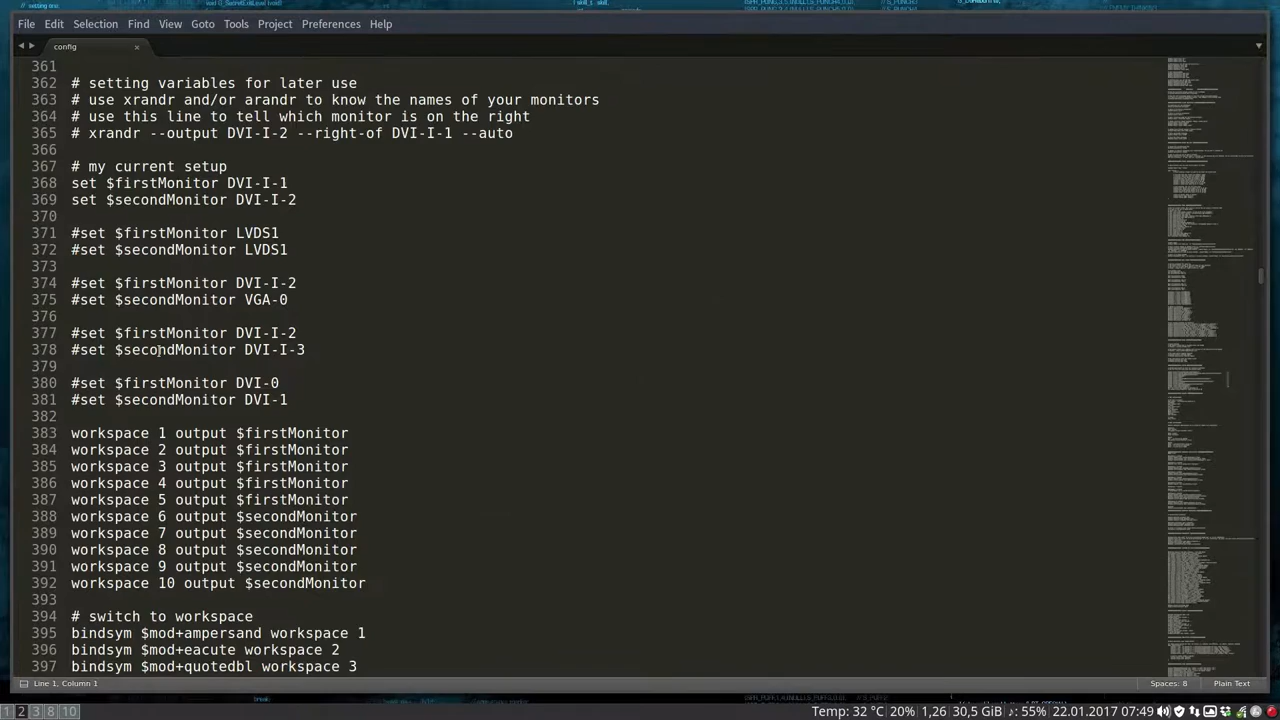 File Edit Selection Find View Goto Tools Project Preferences Help
config
361
362 # setting variables for later use
363 # use xrandr and/or arandr to know the names of your monitors
364 # use this line to tell which monitor is on the right
365 # xrandr --output DVI-I-2 --right-of DVI-I-1 --auto
366
367 # my current setup
368 set $firstMonitor DVI-I-1
369 set $secondMonitor DVI-I-2
370
371 #set $firstMonitor LVDS1
372 #set $secondMonitor LVDS1
373
374 #set $firstMonitor DVI-I-2
375 #set $secondMonitor VGA-0
376
377 #set $firstMonitor DVI-I-2
378 #set $secondMonitor DVI-I-3
379
380 #set $firstMonitor DVI-0
381 #set $secondMonitor DVI-1
382
383 workspace 1 output $firstMonitor
384 workspace 2 output $firstMonitor
385 workspace 3 output $firstMonitor
386 workspace 4 output $firstMonitor
387 workspace 5 output $firstMonitor
388 workspace 6 output $secondMonitor
389 workspace 7 output $secondMonitor
390 workspace 8 output $secondMonitor
391 workspace 9 output $secondMonitor
392 workspace 10 output $secondMonitor
393
394 # switch to workspace
395 bindsym $mod+ampersand workspace 1
396 bindsym $mod+eacute workspace 2
397 bindsym $mod+quotedbl workspace 3
Line 1, Column 1 Spaces: 8 Plain Text
1 2 3 8 10 Temp: 32 °C 20% 1,26 30,5 GiB ♪: 55% 22.01.2017 07:49